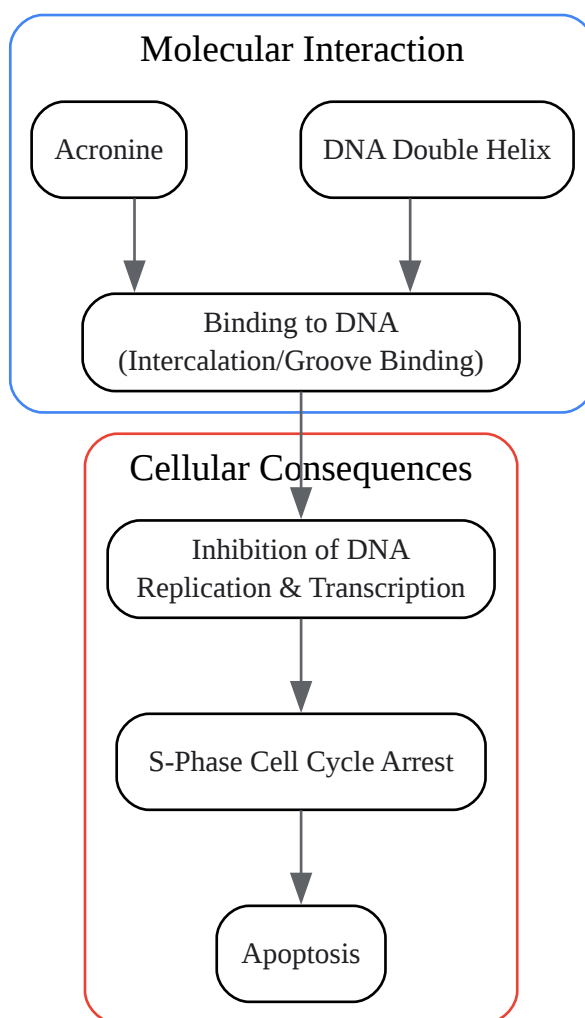 Molecular Interaction
Acronine
DNA Double Helix
Binding to DNA
(Intercalation/Groove Binding)
Cellular Consequences
Inhibition of DNA
Replication & Transcription
S-Phase Cell Cycle Arrest
Apoptosis